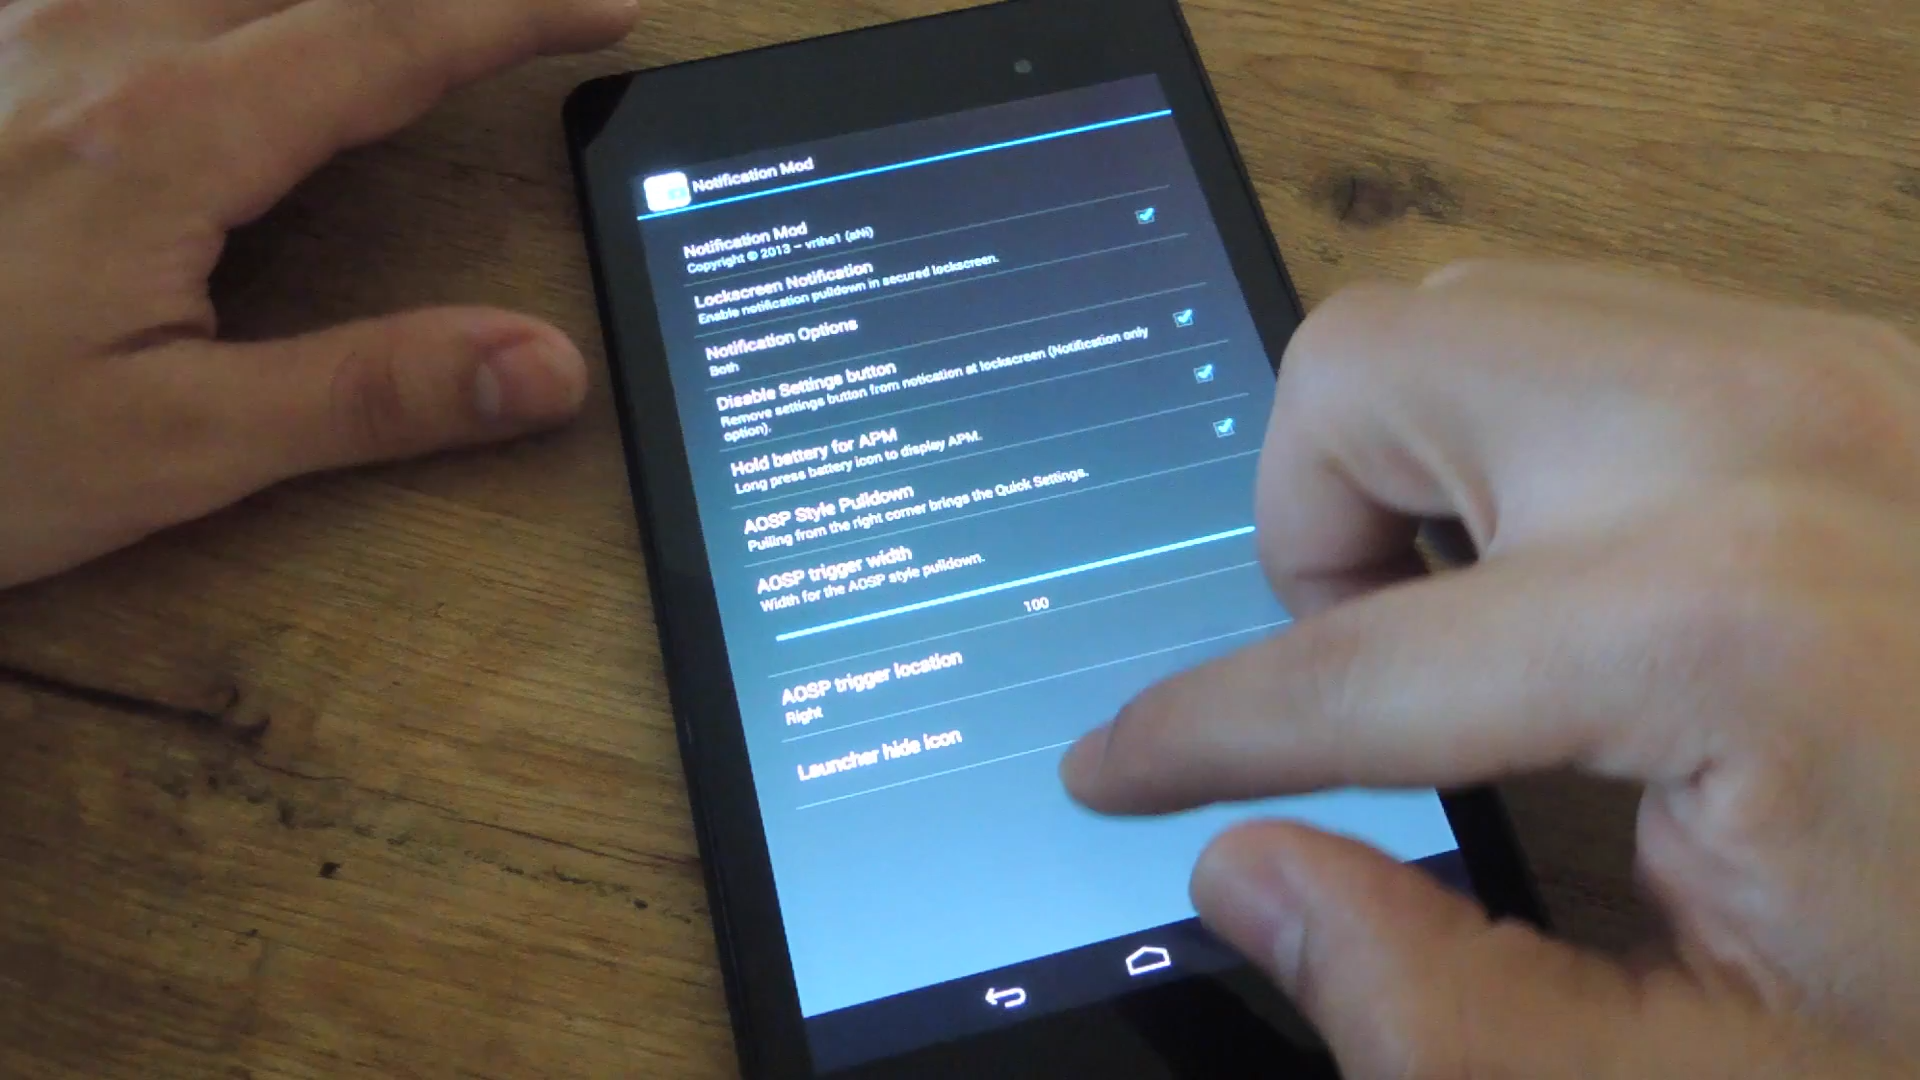 Notification Mod
Notification Mod
Copyright © 2013 – vrthe1 (aNi)
Lockscreen Notification
Enable notification pulldown in secured lockscreen.
Notification Options
Both
Disable Settings button
Remove settings button from notication at lockscreen (Notification only
option).
Hold battery for APM
Long press battery icon to display APM.
AOSP Style Pulldown
Pulling from the right corner brings the Quick Settings.
AOSP trigger width
Width for the AOSP style pulldown.
100
AOSP trigger location
Right
Launcher hide icon